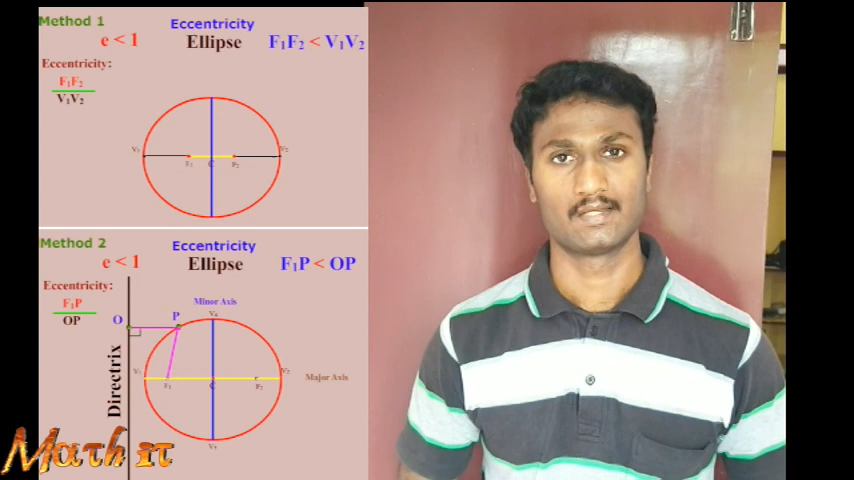 Method 1
Eccentricity
e < 1
Ellipse
F₁F₂ < V₁V₂
Eccentricity:
F₁F₂
V₁V₂
V₁
F₁
C
F₂
V₂
Method 2
Eccentricity
e < 1
Ellipse
F₁P < OP
Eccentricity:
F₁P
OP
Minor Axis
O
P
V₄
Directrix
V₁
F₁
C
F₂
V₂
Major Axis
V₃
Math It